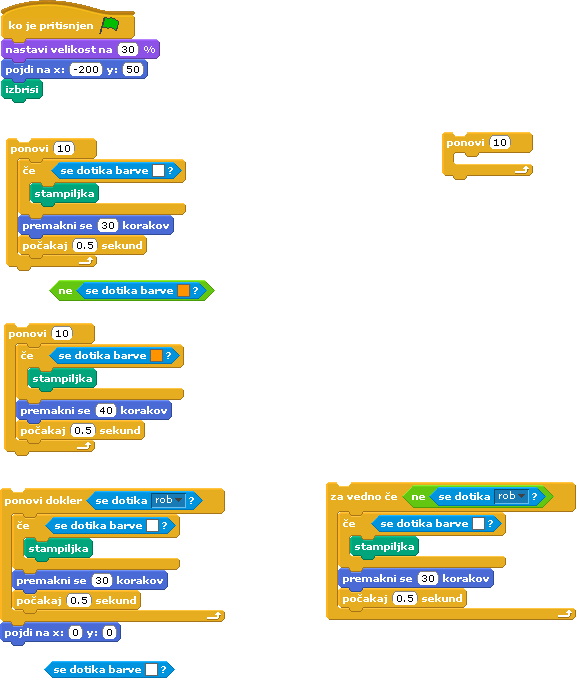 ko je pritisnjen
nastavi velikost na 30 %
pojdi na x: -200 y: 50
izbrisi
ponovi 10
če se dotika barve ?
stampiljka
premakni se 30 korakov
počakaj 0.5 sekund
ponovi 10
ne se dotika barve ?
ponovi 10
če se dotika barve ?
stampiljka
premakni se 40 korakov
počakaj 0.5 sekund
ponovi dokler se dotika rob ?
če se dotika barve ?
stampiljka
premakni se 30 korakov
počakaj 0.5 sekund
pojdi na x: 0 y: 0
se dotika barve ?
za vedno če ne se dotika rob ?
če se dotika barve ?
stampiljka
premakni se 30 korakov
počakaj 0.5 sekund